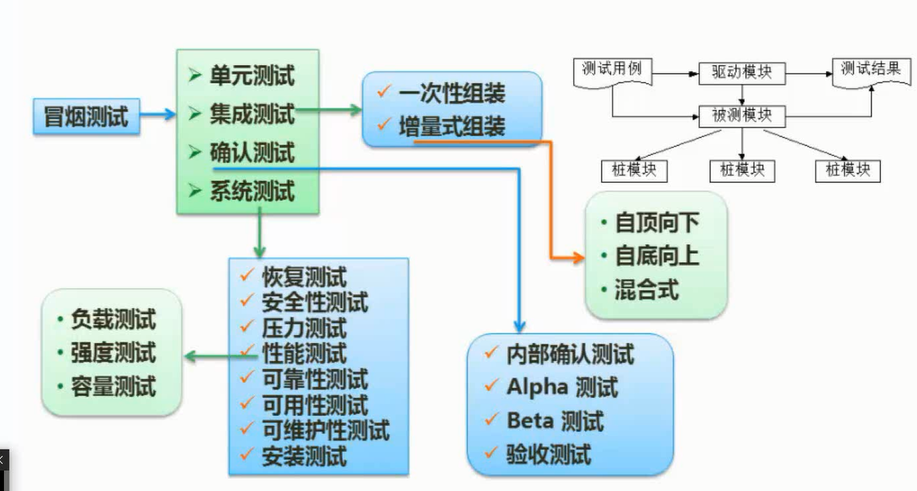 冒烟测试
单元测试
集成测试
确认测试
系统测试
一次性组装
增量式组装
测试用例
驱动模块
测试结果
被测模块
桩模块
桩模块
桩模块
自顶向下
自底向上
混合式
恢复测试
安全性测试
压力测试
性能测试
可靠性测试
可用性测试
可维护性测试
安装测试
负载测试
强度测试
容量测试
内部确认测试
Alpha 测试
Beta 测试
验收测试